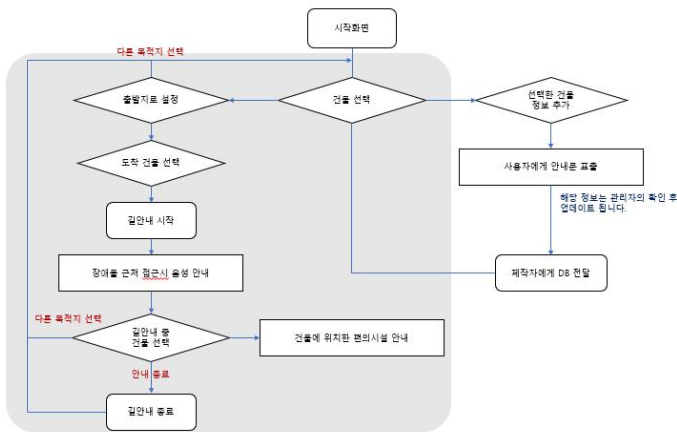 시작화면
다른 목적지 선택
출발지로 설정
건물 선택
선택한 건물
정보 추가
도착 건물 선택
사용자에게 안내문 표출
해당 정보는 관리자의 확인 후
업데이트 됩니다.
길안내 시작
장애물 근처 접근시 음성 안내
제작자에게 DB 전달
다른 목적지 선택
길안내 중
건물 선택
건물에 위치한 편의시설 안내
안내 종료
길안내 종료